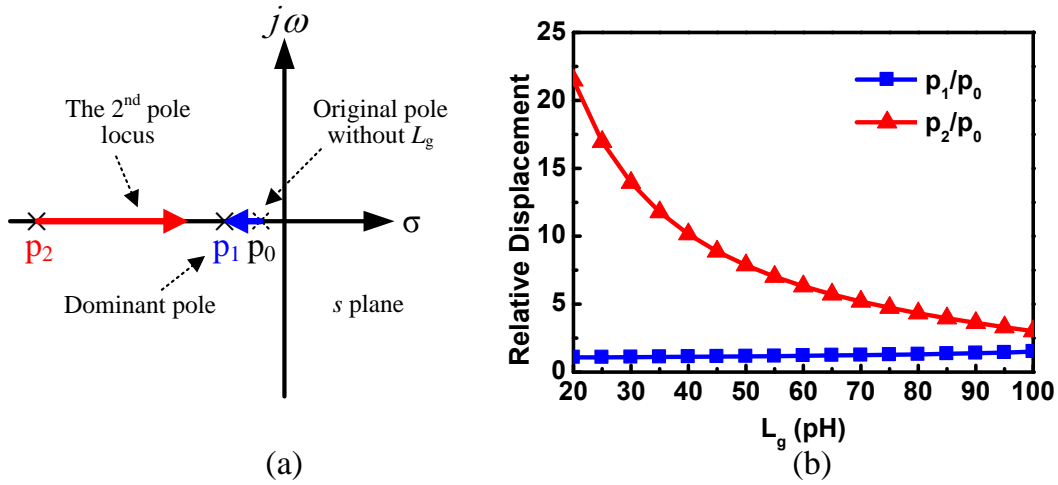 jω
The 2nd pole
locus
Original pole
without Lg
σ
p2
p1
p0
Dominant pole
s plane
(a)
Relative Displacement
25
20
15
10
5
0
p1/p0
p2/p0
20 30 40 50 60 70 80 90 100
Lg (pH)
(b)